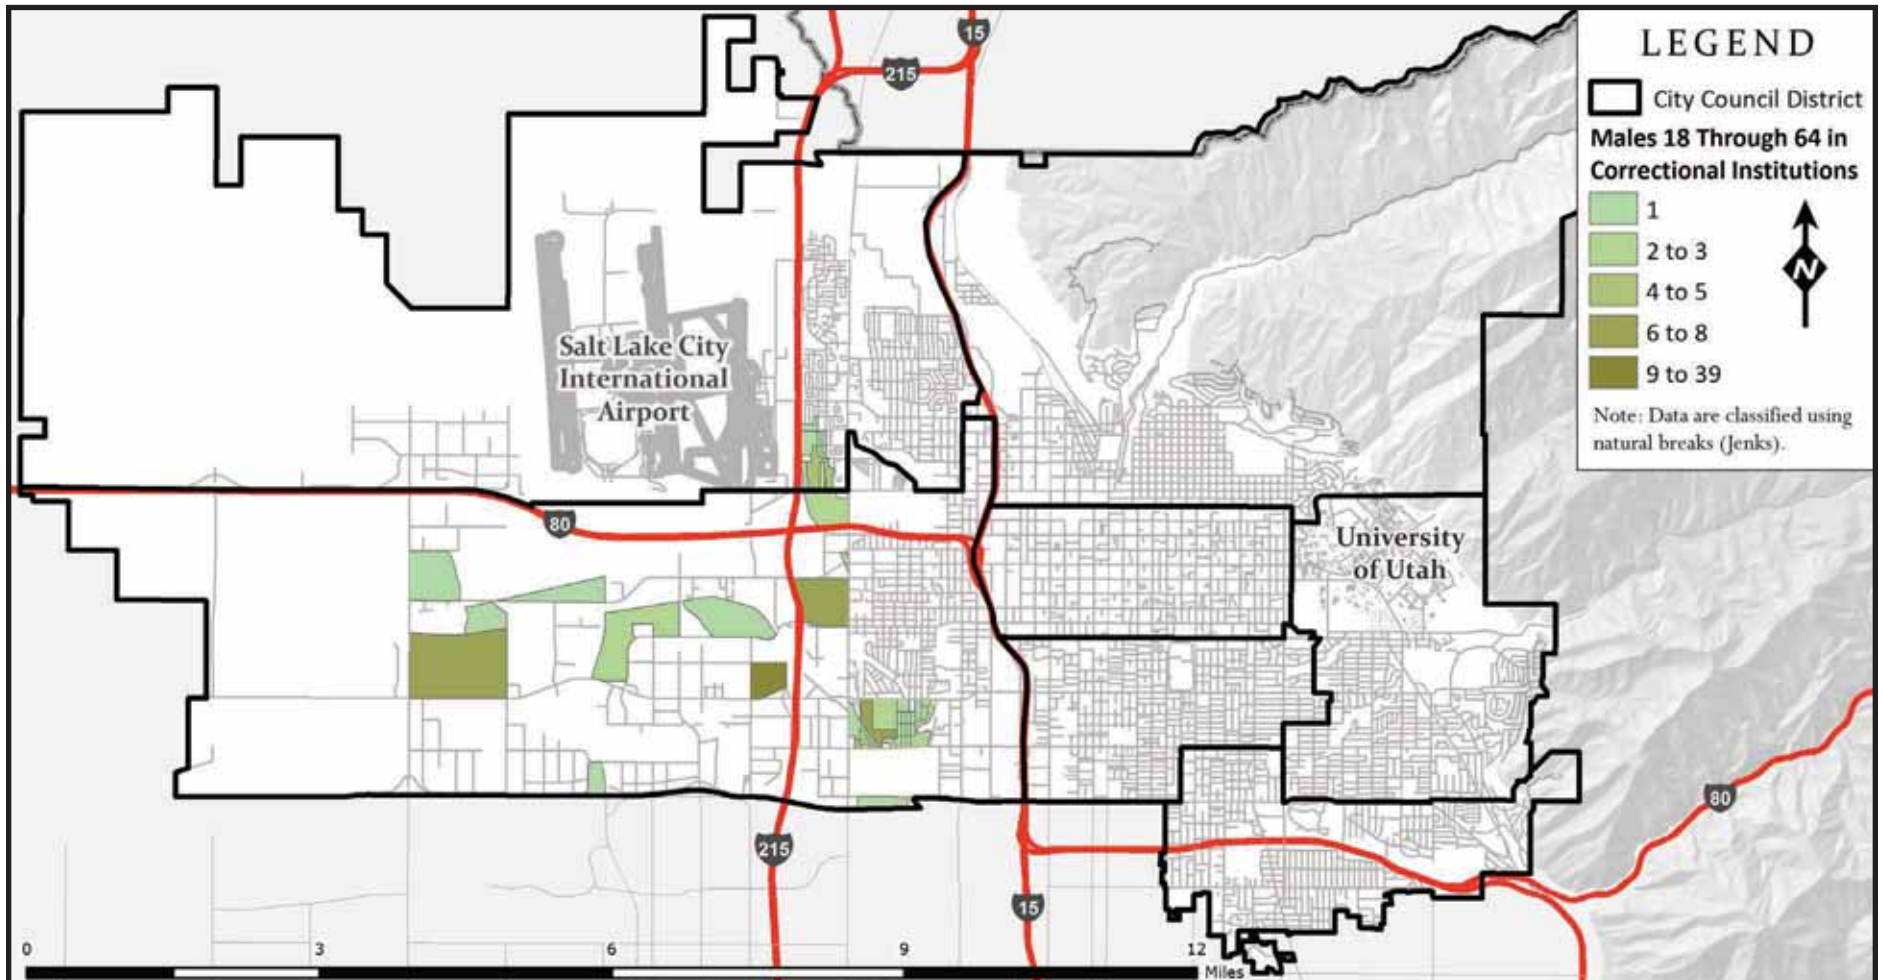 15
215
LEGEND
City Council District
Males 18 Through 64 in
Correctional Institutions
1
2 to 3
4 to 5
6 to 8
9 to 39
N
Note: Data are classified using
natural breaks (Jenks).
Salt Lake City
International
Airport
80
University
of Utah
80
215
15
0 3 6 9 12
Miles